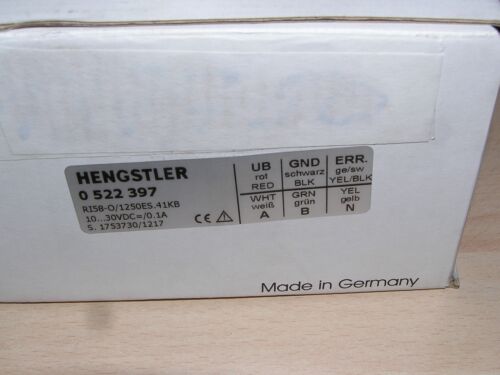 HENGSTLER
0 522 397
RI58-O/1250ES.41KB
10...30VDC=/0.1A
S. 1753730/1217
CE
UB GND ERR.
rot schwarz ge/sw
RED BLK YEL/BLK
WHT GRN YEL
weiß grün gelb
A B N
Made in Germany